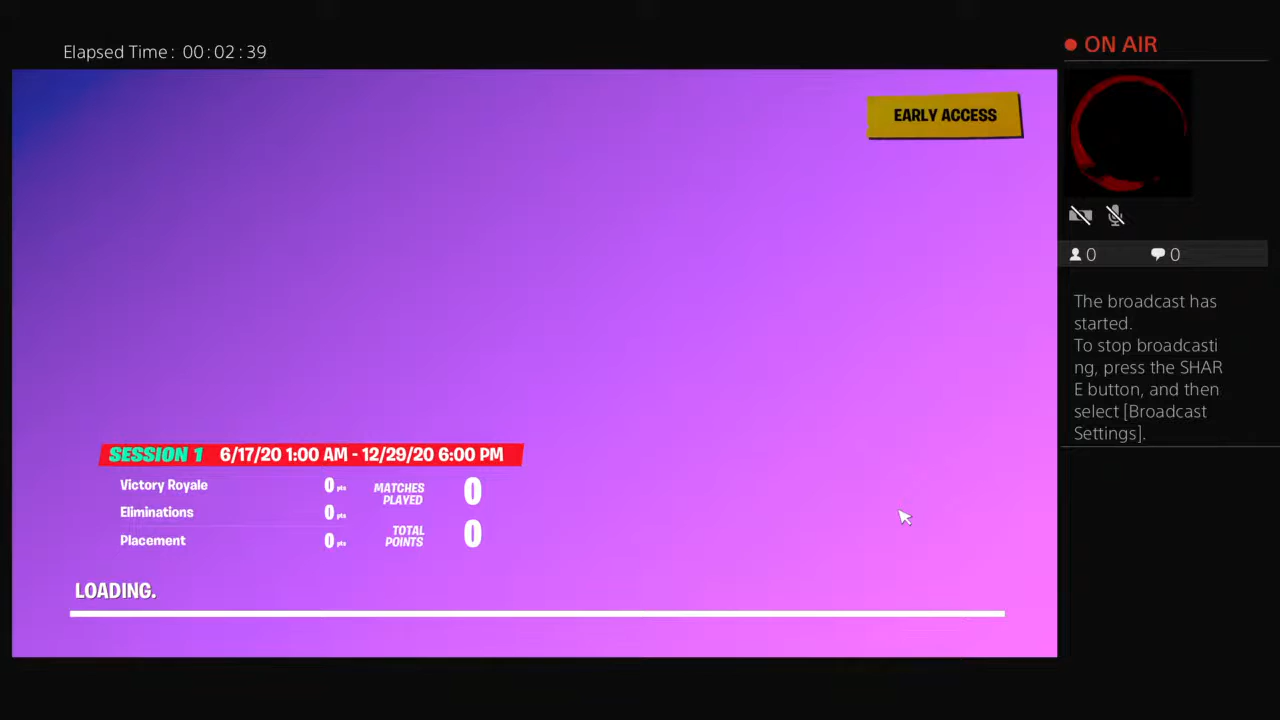 Elapsed Time: 00:02:39
ON AIR
EARLY ACCESS
0 0
The broadcast has
started.
To stop broadcasti
ng, press the SHAR
E button, and then
select [Broadcast
Settings].
SESSION 1 6/17/20 1:00 AM - 12/29/20 6:00 PM
Victory Royale 0 pts
Eliminations 0 pts
Placement 0 pts
MATCHES
PLAYED 0
TOTAL
POINTS 0
LOADING.